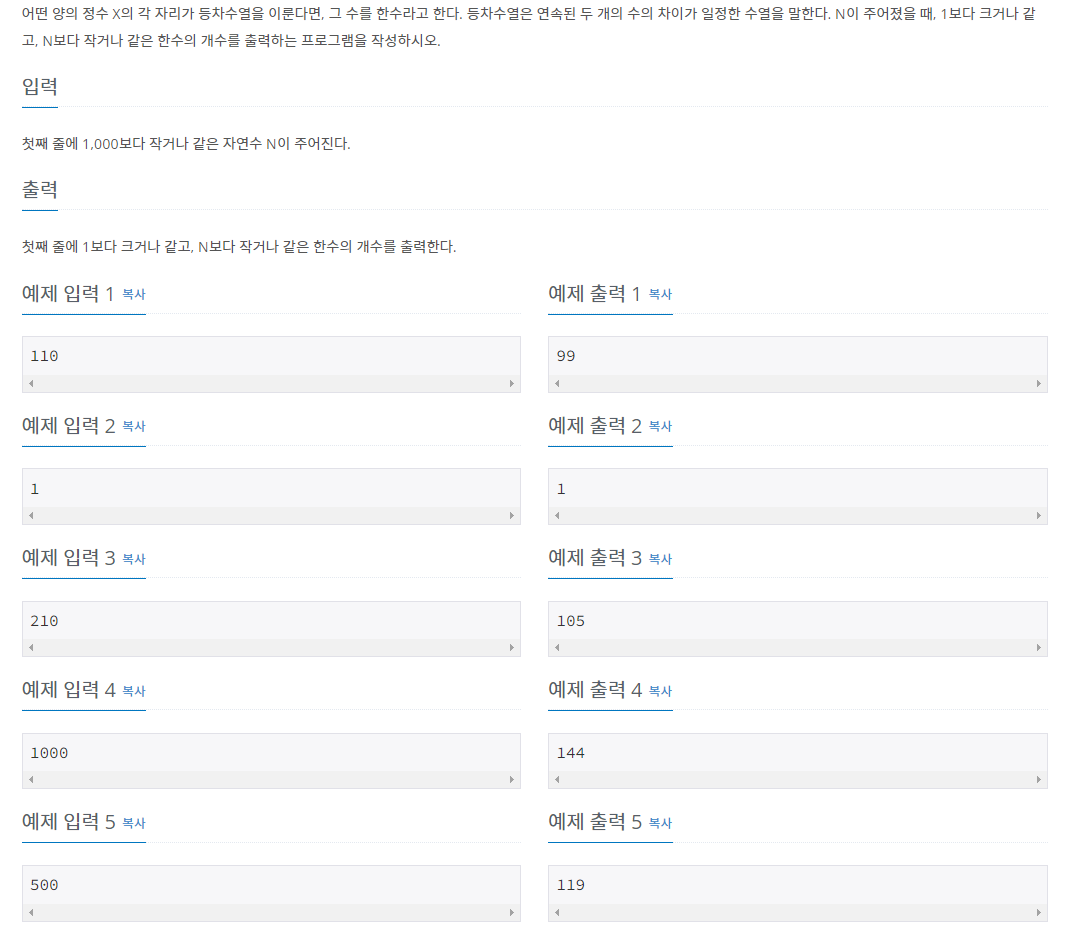 어떤 양의 정수 X의 각 자리가 등차수열을 이룬다면, 그 수를 한수라고 한다. 등차수열은 연속된 두 개의 수의 차이가 일정한 수열을 말한다. N이 주어졌을 때, 1보다 크거나 같
고, N보다 작거나 같은 한수의 개수를 출력하는 프로그램을 작성하시오.
입력
첫째 줄에 1,000보다 작거나 같은 자연수 N이 주어진다.
출력
첫째 줄에 1보다 크거나 같고, N보다 작거나 같은 한수의 개수를 출력한다.
예제 입력 1 복사
110
예제 출력 1 복사
99
예제 입력 2 복사
1
예제 출력 2 복사
1
예제 입력 3 복사
210
예제 출력 3 복사
105
예제 입력 4 복사
1000
예제 출력 4 복사
144
예제 입력 5 복사
500
예제 출력 5 복사
119